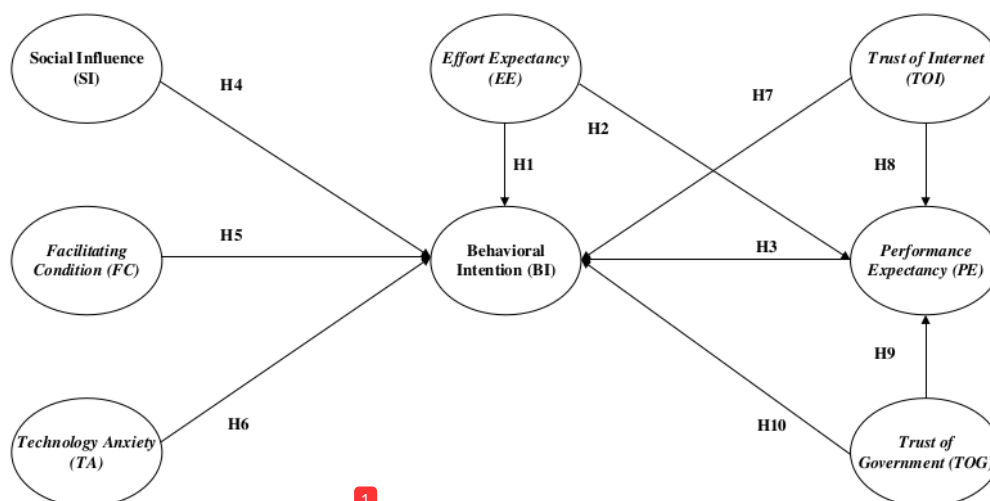 Social Influence
(SI)
Effort Expectancy
(EE)
Trust of Internet
(TOI)
H4
H7
H2
H1
H8
Facilitating
Condition (FC)
H5
Behavioral
Intention (BI)
H3
Performance
Expectancy (PE)
H9
Technology Anxiety
(TA)
H6
H10
Trust of
Government (TOG)
1